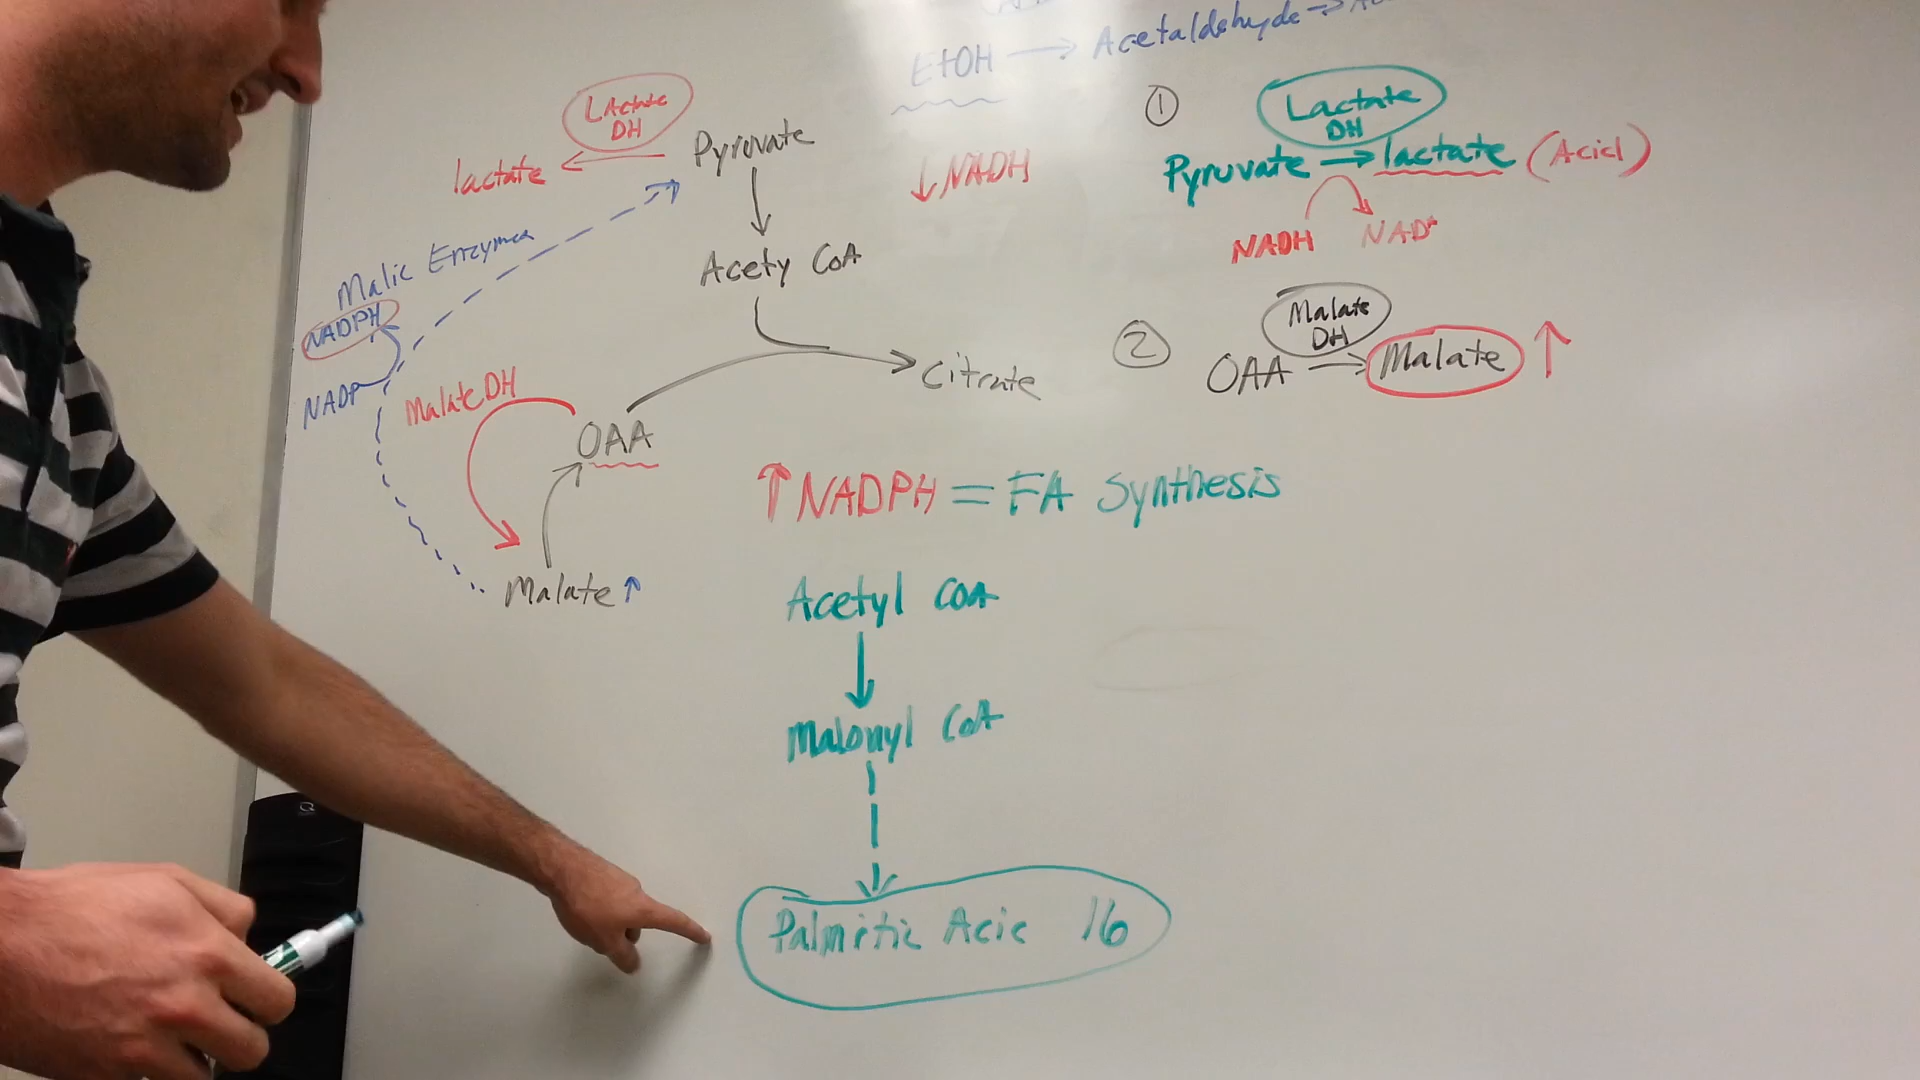 EtOH → Acetaldehyde →
Lactate
DH
Pyruvate
lactate
↓ NADH
Malic Enzyme
Acety CoA
NADPH
NADP
Malate DH
Citrate
OAA
Malate ↑
①
Lactate
DH
Pyruvate → lactate (Acid)
NADH NAD+
②
Malate
DH
OAA → Malate ↑
↑ NADPH = FA Synthesis
Acetyl CoA
Malonyl CoA
Palmitic Acic 16